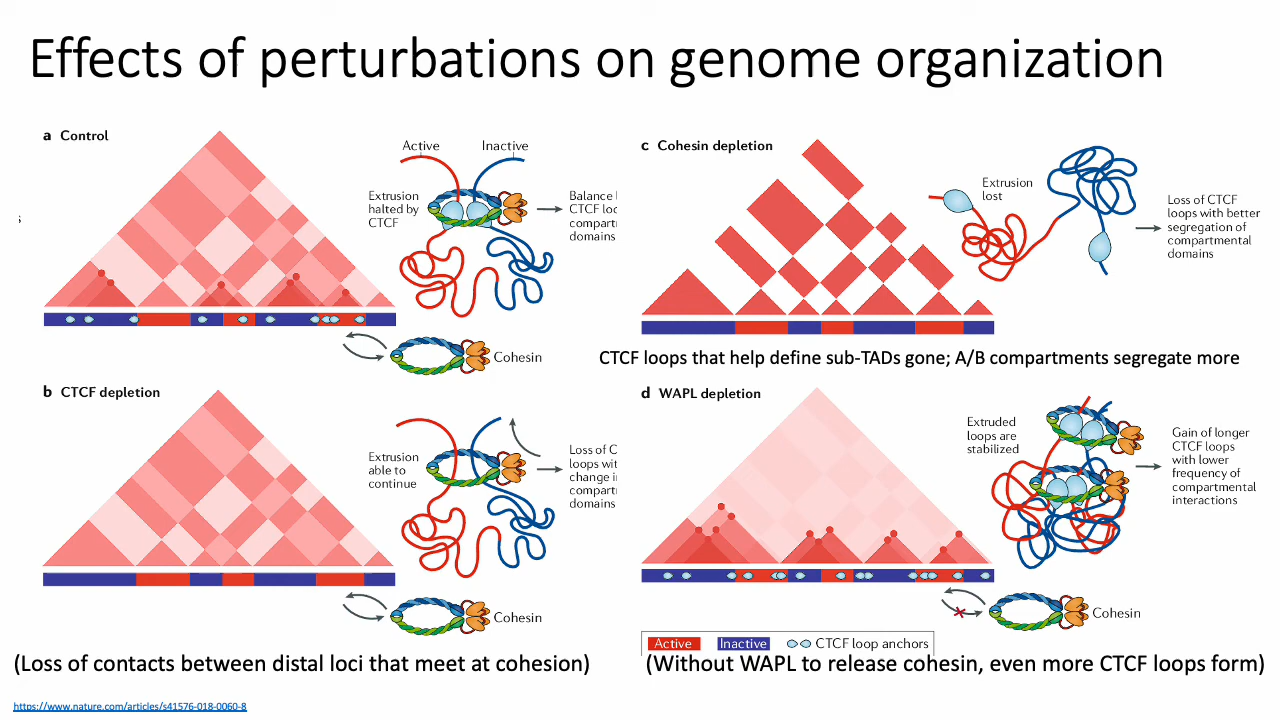 Effects of perturbations on genome organization
a Control
Active
Inactive
Extrusion
halted by
CTCF
Balance
CTCF
compart
domains
Cohesin
b CTCF depletion
Extrusion
able to
continue
Loss of C
loops wit
change i
compart
domains
Cohesin
(Loss of contacts between distal loci that meet at cohesion)
c Cohesin depletion
Extrusion
lost
Loss of CTCF
loops with better
segregation of
compartmental
domains
CTCF loops that help define sub-TADs gone; A/B compartments segregate more
d WAPL depletion
Extruded
loops are
stabilized
Gain of longer
CTCF loops
with lower
frequency of
compartmental
interactions
Cohesin
Active
Inactive
CTCF loop anchors
(Without WAPL to release cohesin, even more CTCF loops form)
https://www.nature.com/articles/s41576-018-0060-8